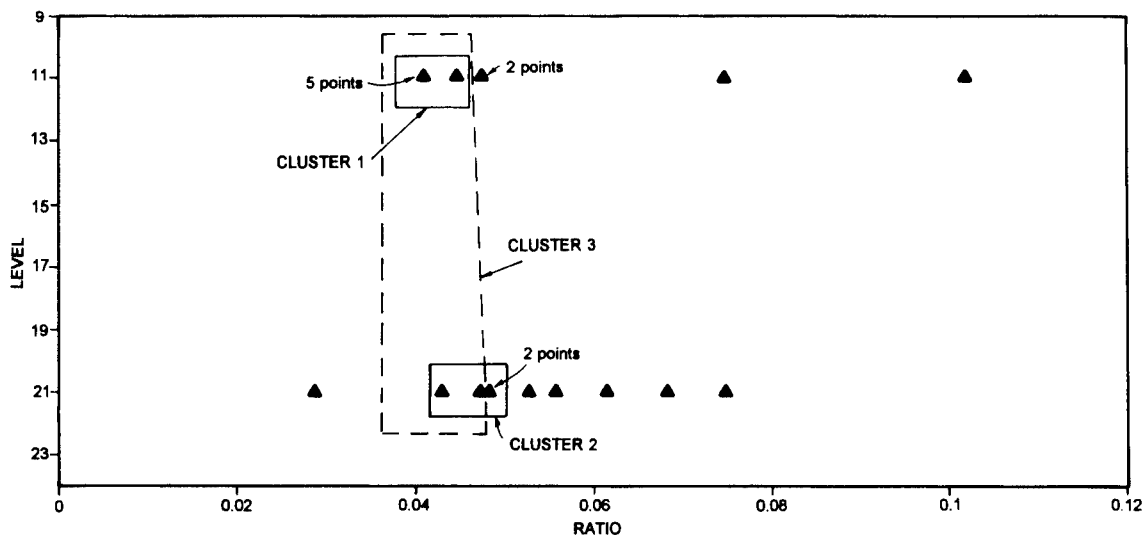 9
11
13
15
17
19
21
23
LEVEL
5 points
2 points
CLUSTER 1
CLUSTER 3
2 points
CLUSTER 2
0
0.02
0.04
0.06
0.08
0.1
0.12
RATIO